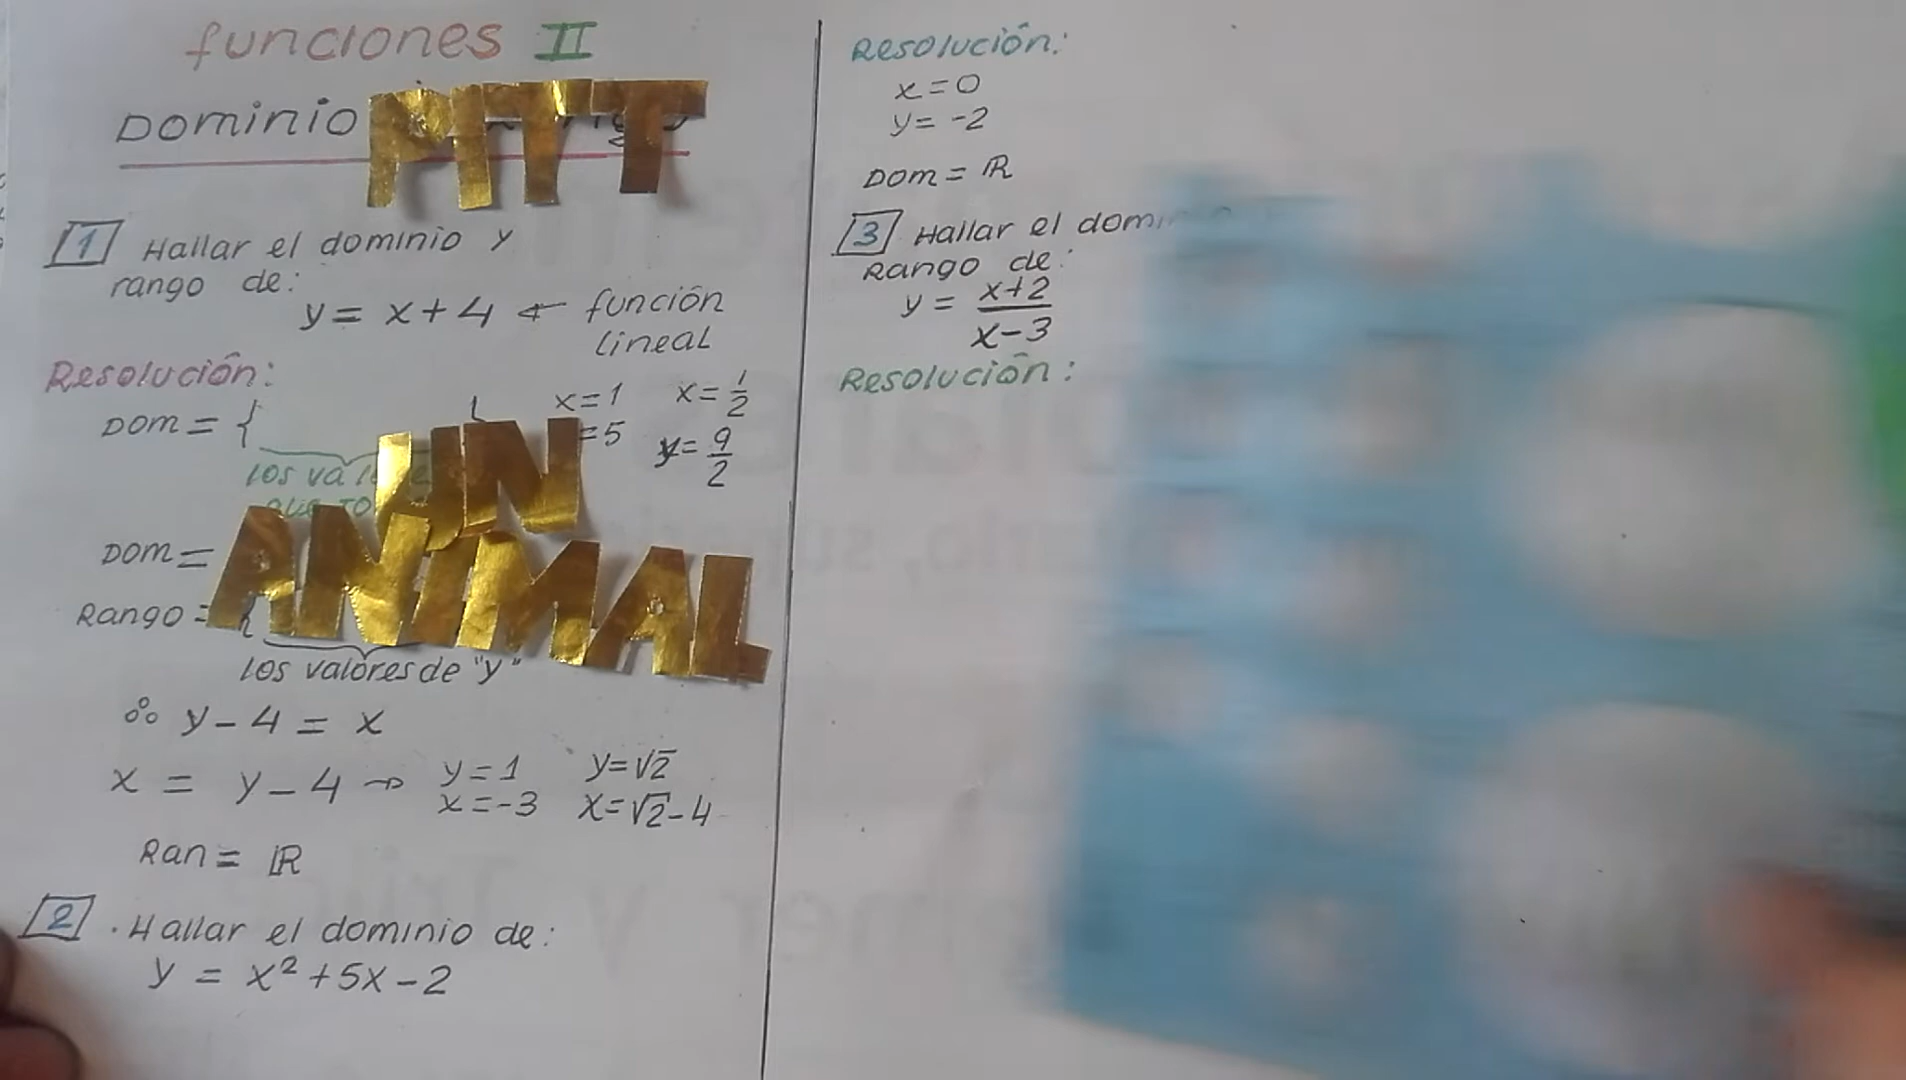 funciones II
Dominio
PITT
1 Hallar el dominio y
rango de:
y = x + 4 ← función
lineal
Resolución:
Dom = {
x = 1
= 5
x = 1/2
y = 9/2
los
UN
ANIMAL
Dom =
Rango =
los valores de "y"
∴ y - 4 = x
x = y - 4 → y = 1 y = √2
x = -3 x = √2 - 4
Ran = ℝ
2 . Hallar el dominio de:
y = x² + 5x - 2
Resolución:
x = 0
y = -2
Dom = ℝ
3 Hallar el
Rango de:
y = x+2 / x-3
Resolución: